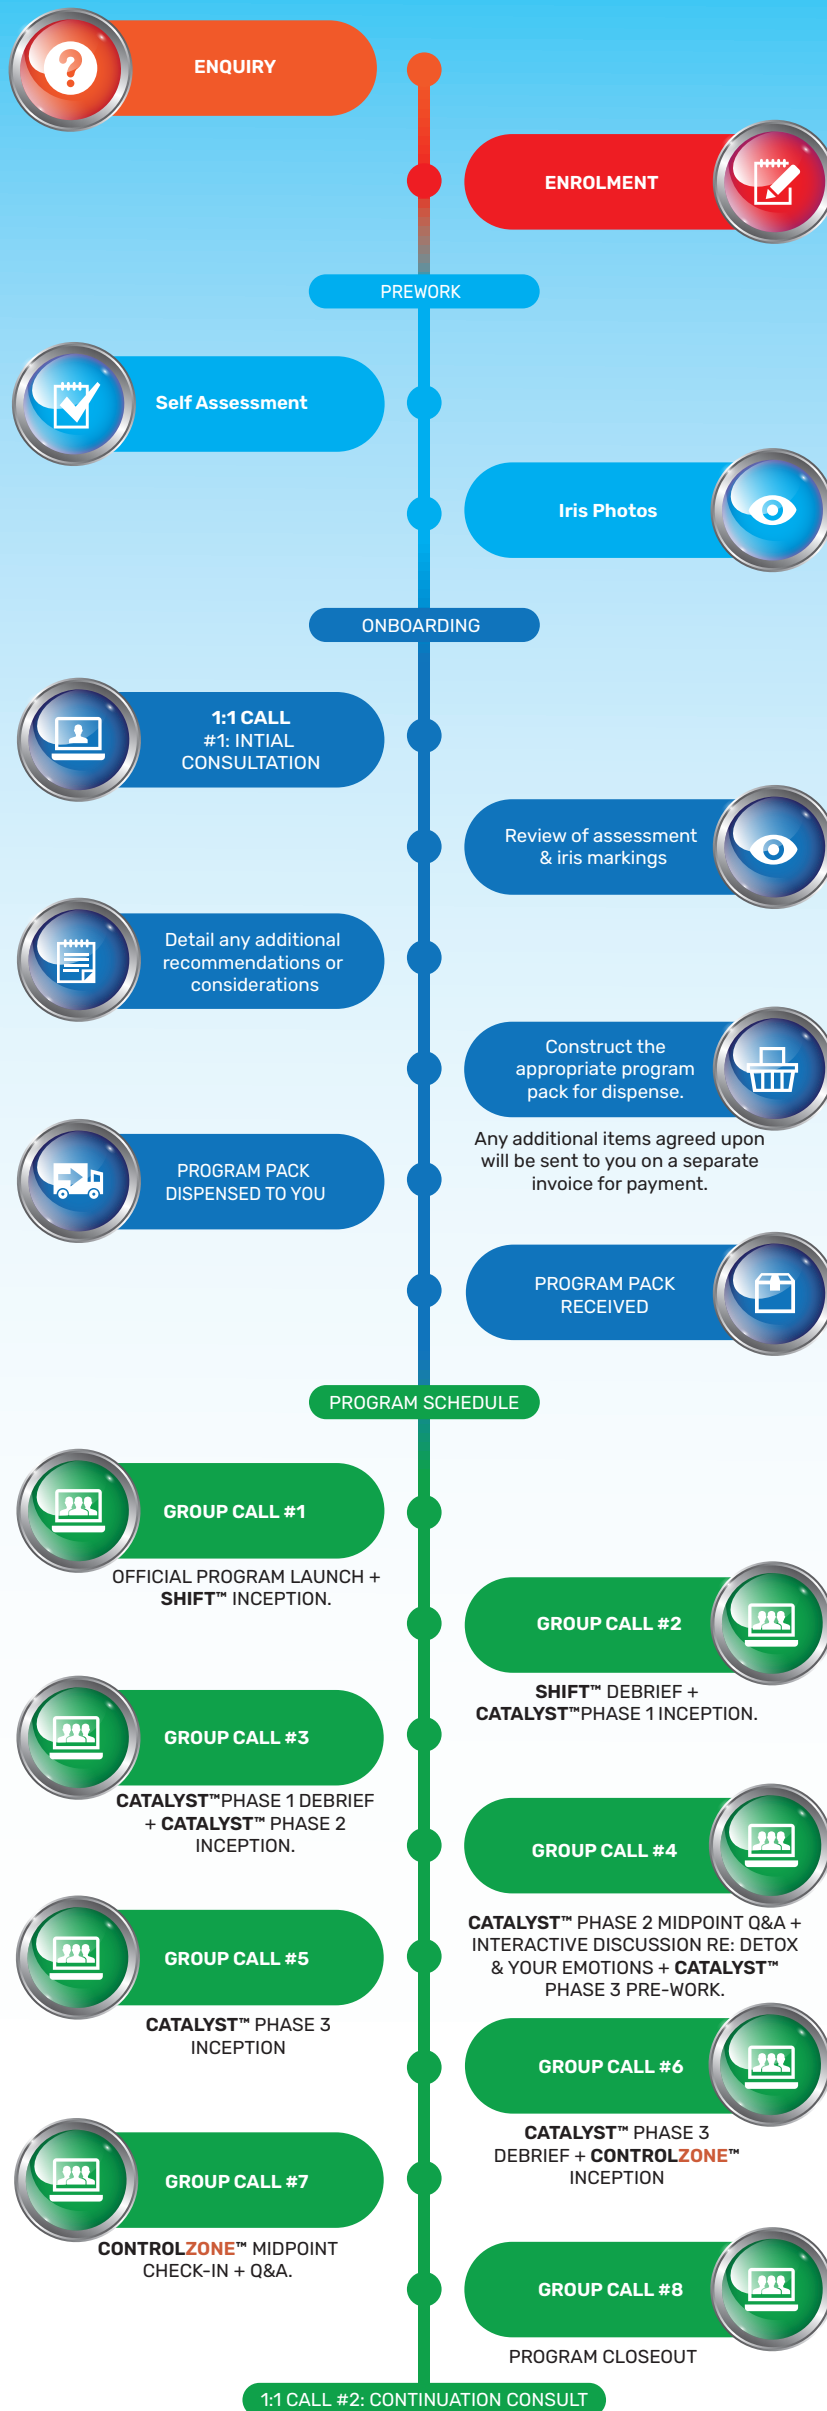 ENQUIRY
ENROLMENT
PREWORK
Self Assessment
Iris Photos
ONBOARDING
1:1 CALL
#1: INTIAL
CONSULTATION
Review of assessment
& iris markings
Detail any additional
recommendations or
considerations
Construct the
appropriate program
pack for dispense.
Any additional items agreed upon
will be sent to you on a separate
invoice for payment.
PROGRAM PACK
DISPENSED TO YOU
PROGRAM PACK
RECEIVED
PROGRAM SCHEDULE
GROUP CALL #1
OFFICIAL PROGRAM LAUNCH +
SHIFT™ INCEPTION.
GROUP CALL #2
SHIFT™ DEBRIEF +
CATALYST™PHASE 1 INCEPTION.
GROUP CALL #3
CATALYST™PHASE 1 DEBRIEF
+ CATALYST™ PHASE 2
INCEPTION.
GROUP CALL #4
CATALYST™ PHASE 2 MIDPOINT Q&A +
INTERACTIVE DISCUSSION RE: DETOX
& YOUR EMOTIONS + CATALYST™
PHASE 3 PRE-WORK.
GROUP CALL #5
CATALYST™ PHASE 3
INCEPTION
GROUP CALL #6
CATALYST™ PHASE 3
DEBRIEF + CONTROLZONE™
INCEPTION
GROUP CALL #7
CONTROLZONE™ MIDPOINT
CHECK-IN + Q&A.
GROUP CALL #8
PROGRAM CLOSEOUT
1:1 CALL #2: CONTINUATION CONSULT